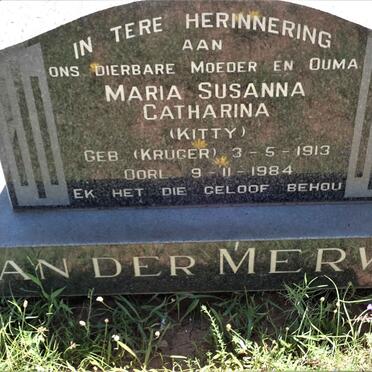 IN TERE HERINNERING
AAN
ONS DIERBARE MOEDER EN OUMA
MARIA SUSANNA
CATHARINA
(KITTY)
GEB (KRUGER) 3-5-1913
OORL 9-11-1984
EK HET DIE GELOOF BEHOU
AN DER MERW